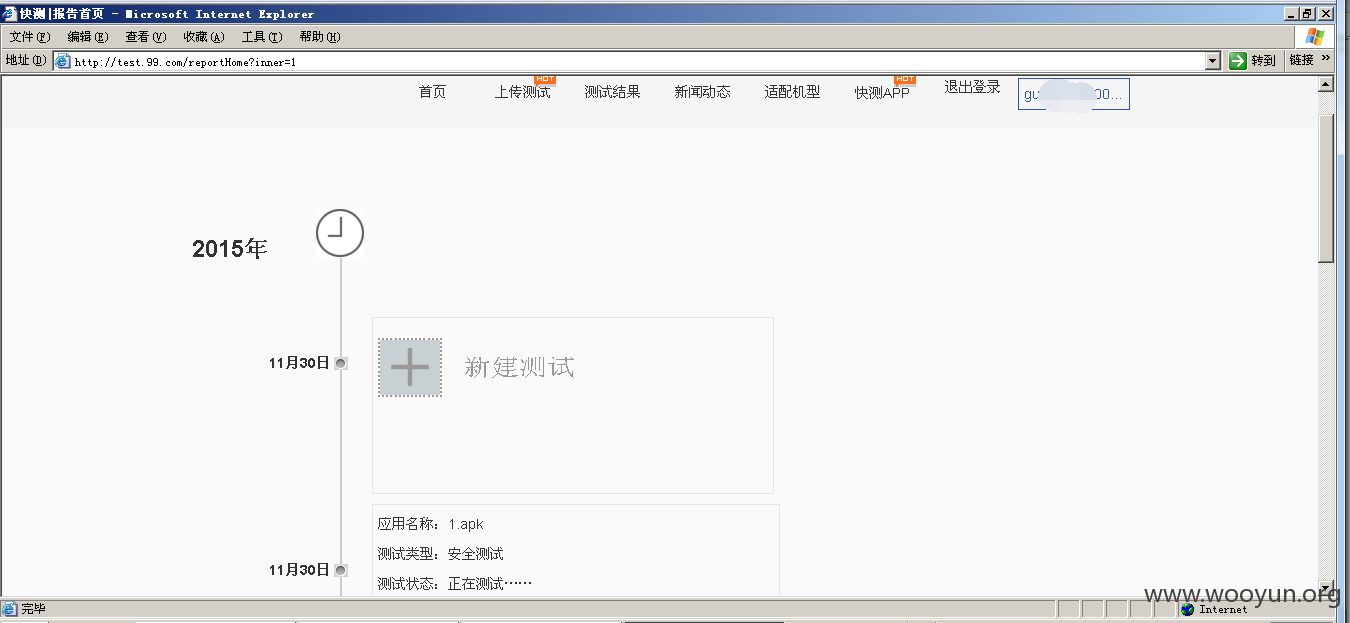 快测|报告首页 - Microsoft Internet Explorer
文件(F) 编辑(E) 查看(V) 收藏(A) 工具(T) 帮助(H)
地址(D) http://test.99.com/reportHome?inner=1 转到 链接 »
首页 上传测试 HOT 测试结果 新闻动态 适配机型 快测APP HOT 退出登录 00...
2015年
11月30日
新建测试
应用名称：1.apk
测试类型：安全测试
11月30日
测试状态：正在测试……
www.wooyun.org
完毕 Internet